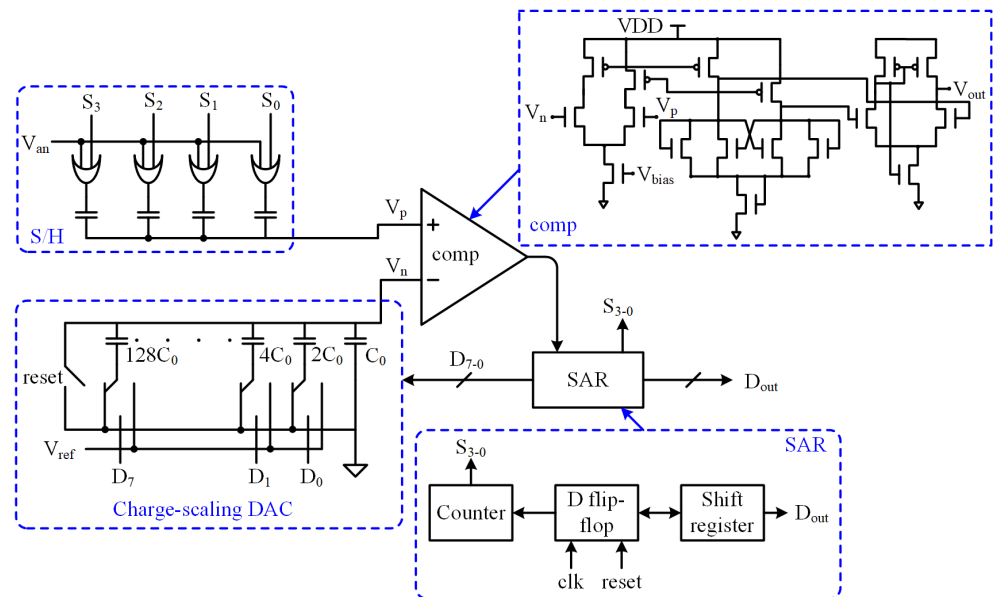 VDD
Vn
Vp
Vbias
Vout
comp
S3 S2 S1 S0
Van
S/H
Vp
+
comp
Vn
−
reset
128C0 . . . . 4C0 2C0 C0
Vref
D7 D1 D0
Charge-scaling DAC
D7-0
S3-0
SAR
Dout
SAR
S3-0
Counter
D flip-
flop
Shift
register
Dout
clk reset